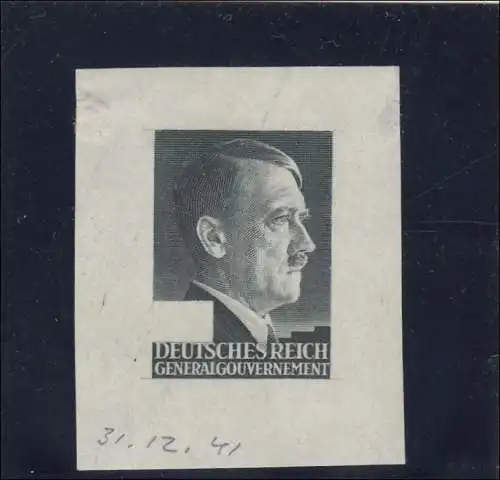 DEUTSCHES REICH
GENERALGOUVERNEMENT
31.12.41